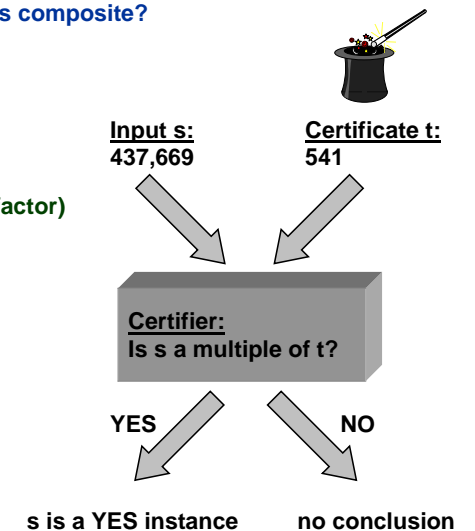 s composite?
Input s:
437,669
Certificate t:
541
actor)
Certifier:
Is s a multiple of t?
YES
NO
s is a YES instance
no conclusion